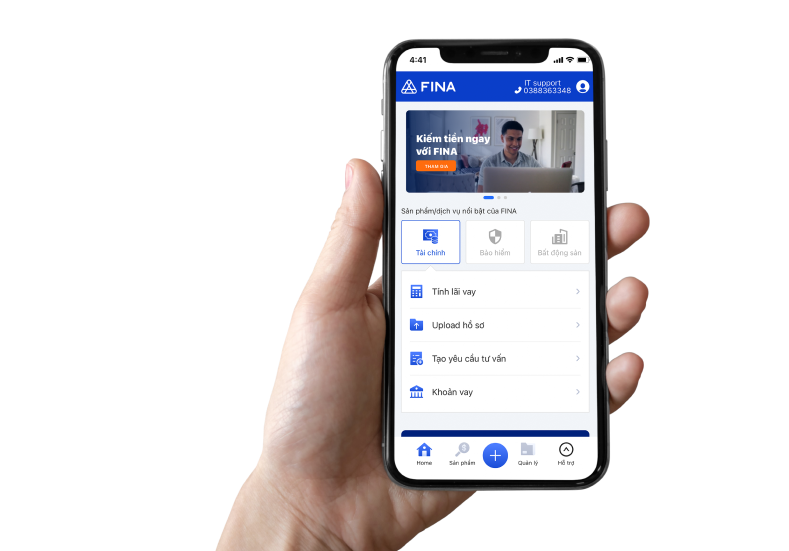 4:41
FINA
IT support
0388363348
Kiếm tiền ngay
với FINA
THAM GIA
Sản phẩm/dịch vụ nổi bật của FINA
Tài chính
Bảo hiểm
Bất động sản
Tính lãi vay
Upload hồ sơ
Tạo yêu cầu tư vấn
Khoản vay
Home
Sản phẩm
Quản lý
Hỗ trợ